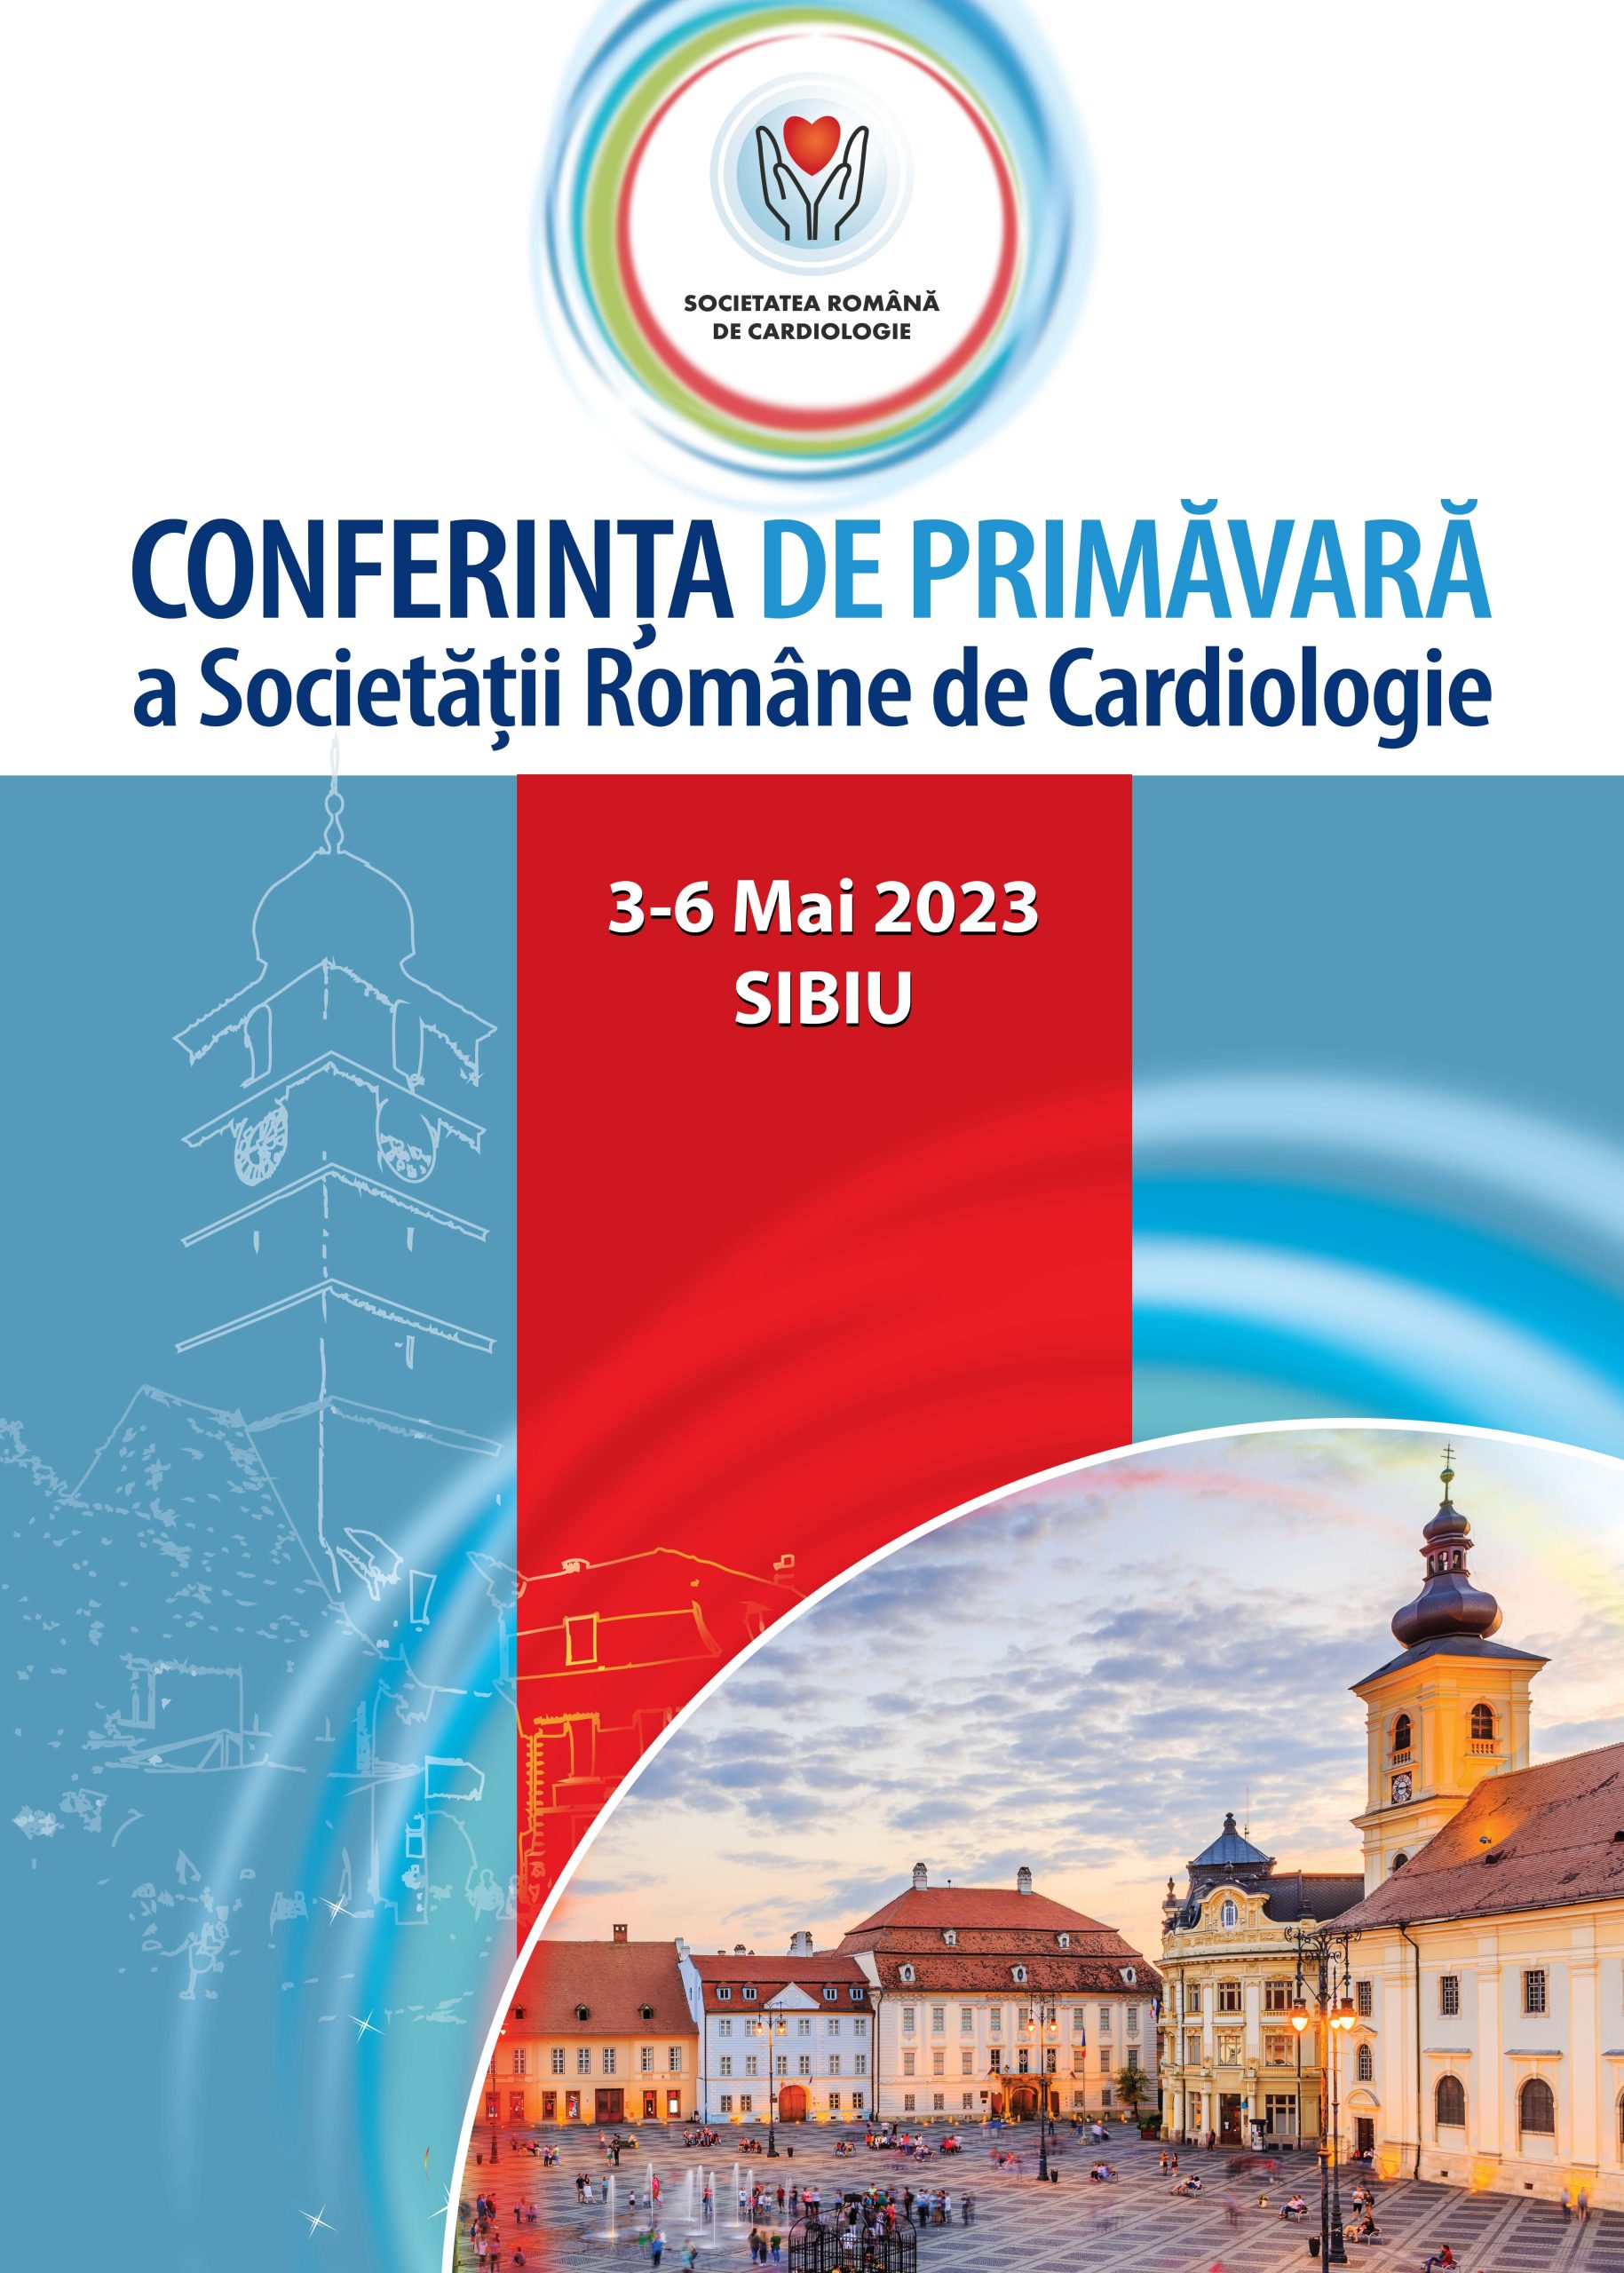 SOCIETATEA ROMÂNĂ
DE CARDIOLOGIE
CONFERINȚA DE PRIMĂVARĂ
a Societății Române de Cardiologie
3-6 Mai 2023
SIBIU